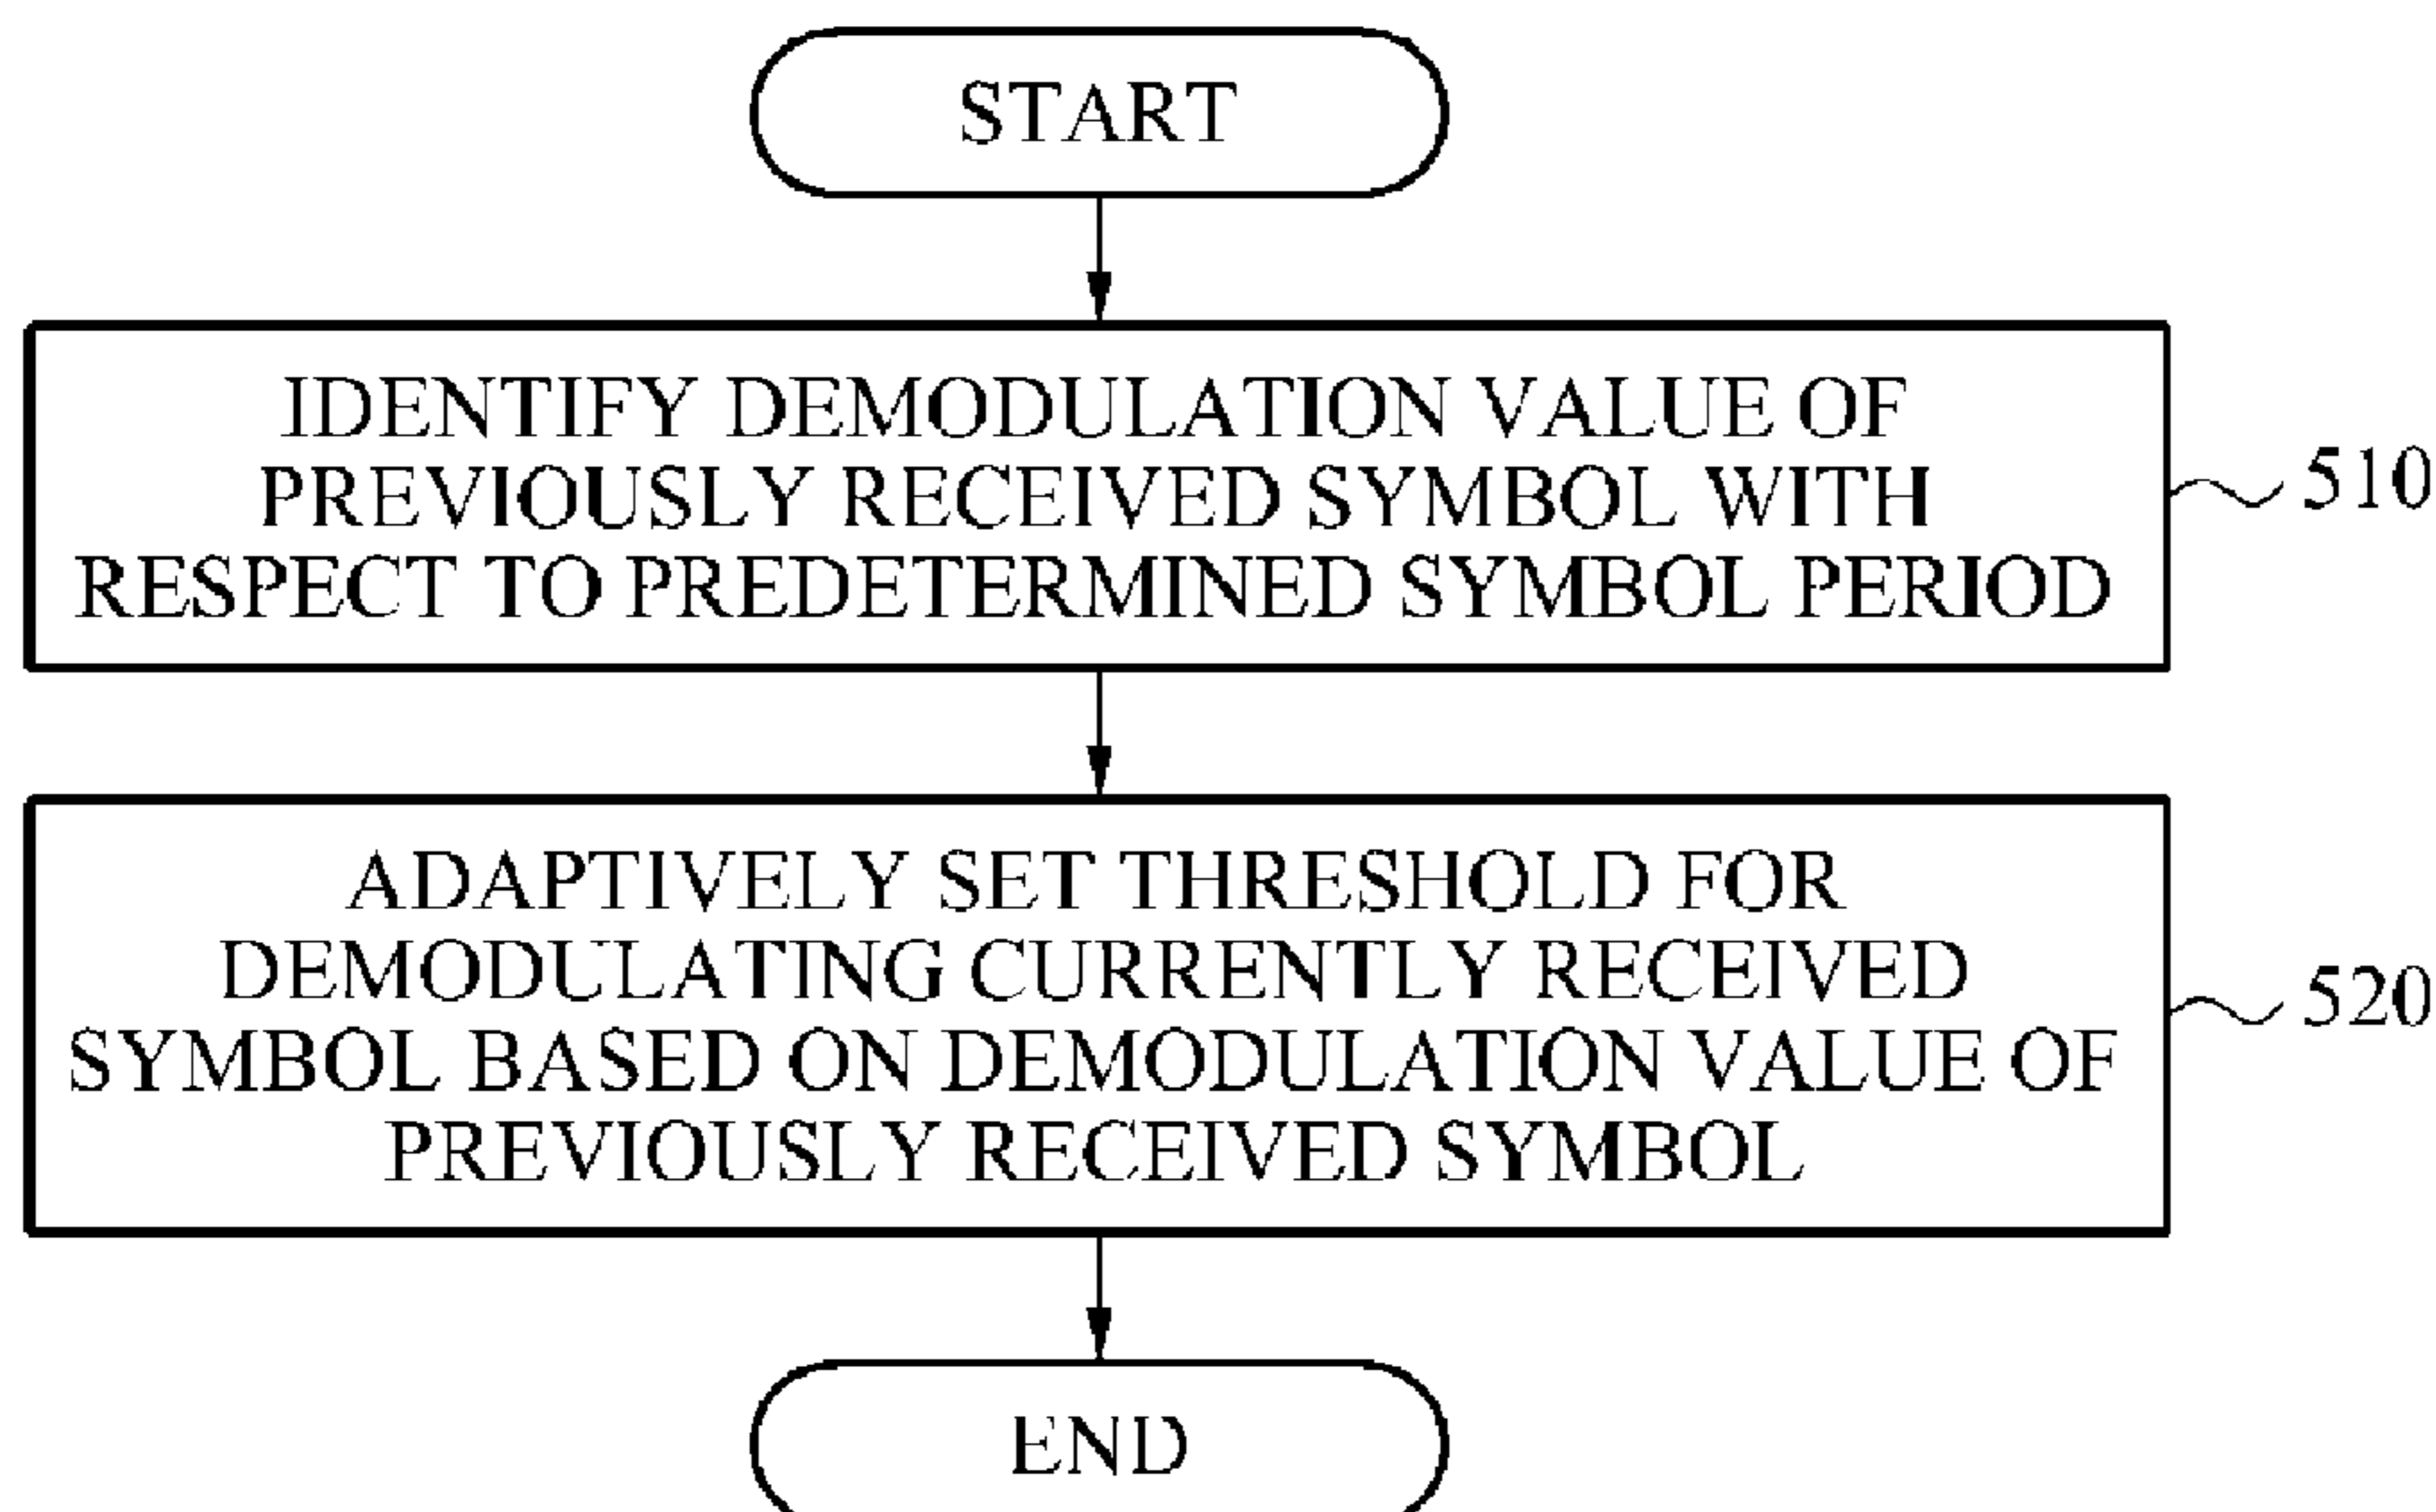 START
IDENTIFY DEMODULATION VALUE OF
PREVIOUSLY RECEIVED SYMBOL WITH
RESPECT TO PREDETERMINED SYMBOL PERIOD
510
ADAPTIVELY SET THRESHOLD FOR
DEMODULATING CURRENTLY RECEIVED
SYMBOL BASED ON DEMODULATION VALUE OF
PREVIOUSLY RECEIVED SYMBOL
520
END